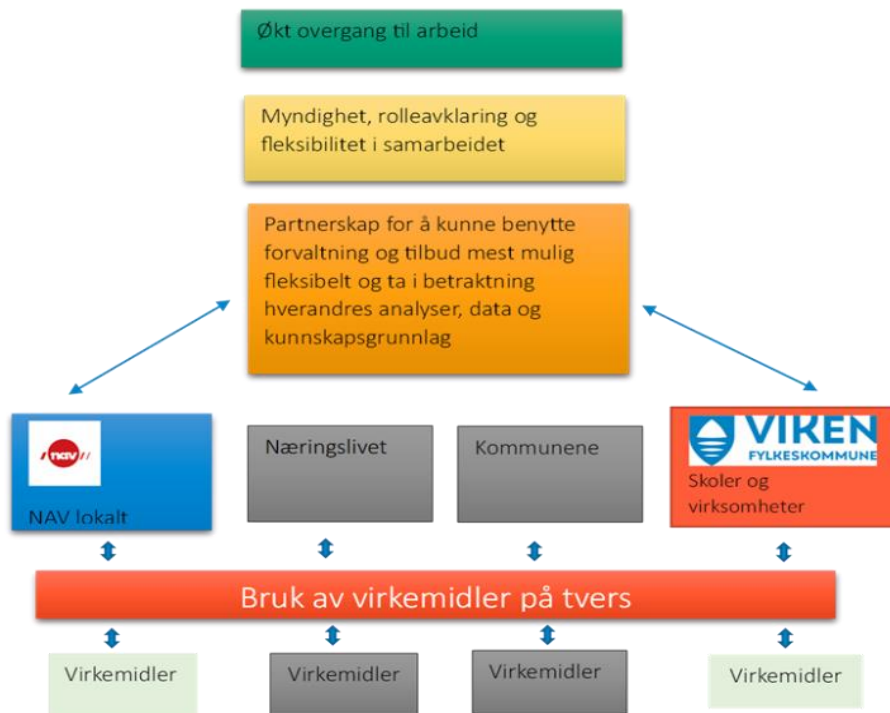 Økt overgang til arbeid
Myndighet, rolleavklaring og
fleksibilitet i samarbeidet
Partnerskap for å kunne benytte
forvaltning og tilbud mest mulig
fleksibelt og ta i betraktning
hverandres analyser, data og
kunnskapsgrunnlag
nav
NAV lokalt
Næringslivet
Kommunene
VIKEN
FYLKESKOMMUNE
Skoler og
virksomheter
Bruk av virkemidler på tvers
Virkemidler
Virkemidler
Virkemidler
Virkemidler